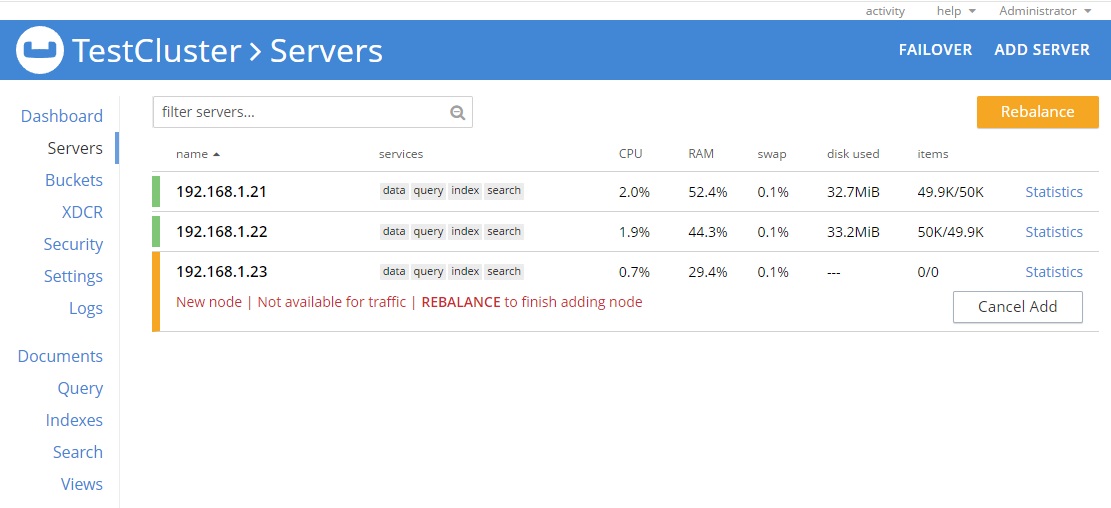 activity help Administrator
TestCluster > Servers FAILOVER ADD SERVER
Dashboard
Servers
Buckets
XDCR
Security
Settings
Logs
Documents
Query
Indexes
Search
Views
filter servers... Rebalance
name services CPU RAM swap disk used items
192.168.1.21 data query index search 2.0% 52.4% 0.1% 32.7MiB 49.9K/50K Statistics
192.168.1.22 data query index search 1.9% 44.3% 0.1% 33.2MiB 50K/49.9K Statistics
192.168.1.23 data query index search 0.7% 29.4% 0.1% --- 0/0 Statistics
New node | Not available for traffic | REBALANCE to finish adding node Cancel Add